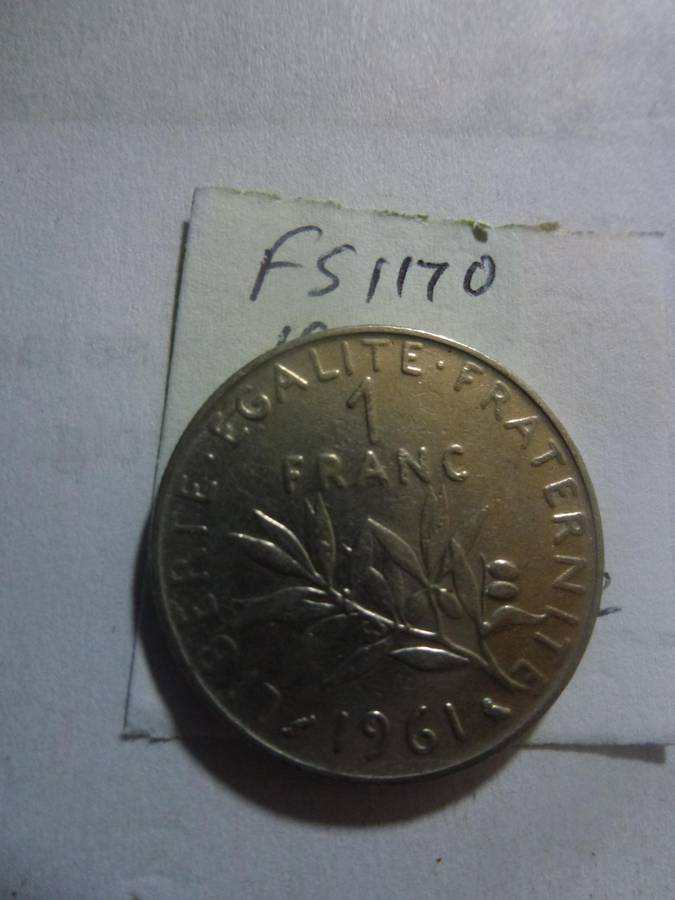 FS1170
LIBERTE · EGALITE · FRATERNITE
1
FRANC
1961